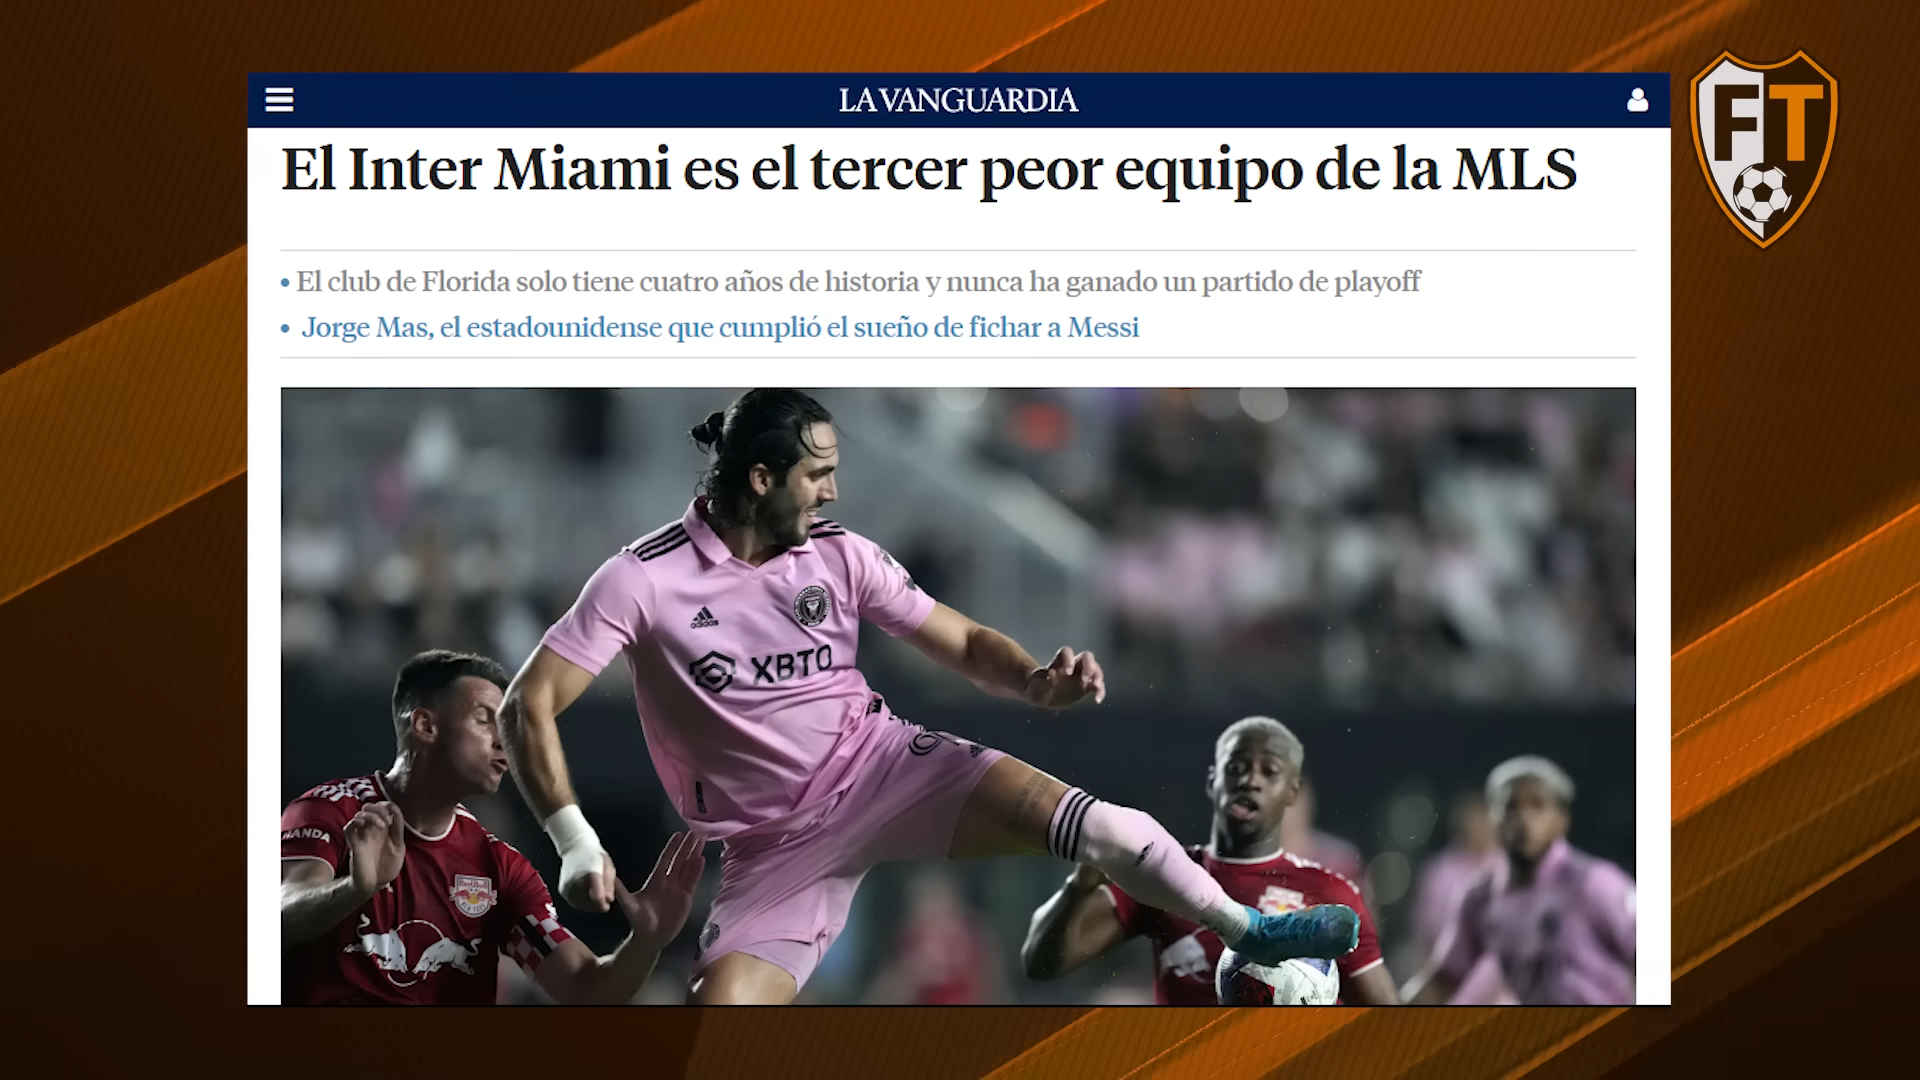 LA VANGUARDIA
FT
El Inter Miami es el tercer peor equipo de la MLS
• El club de Florida solo tiene cuatro años de historia y nunca ha ganado un partido de playoff
• Jorge Mas, el estadounidense que cumplió el sueño de fichar a Messi
adidas
XBTO
RedBull